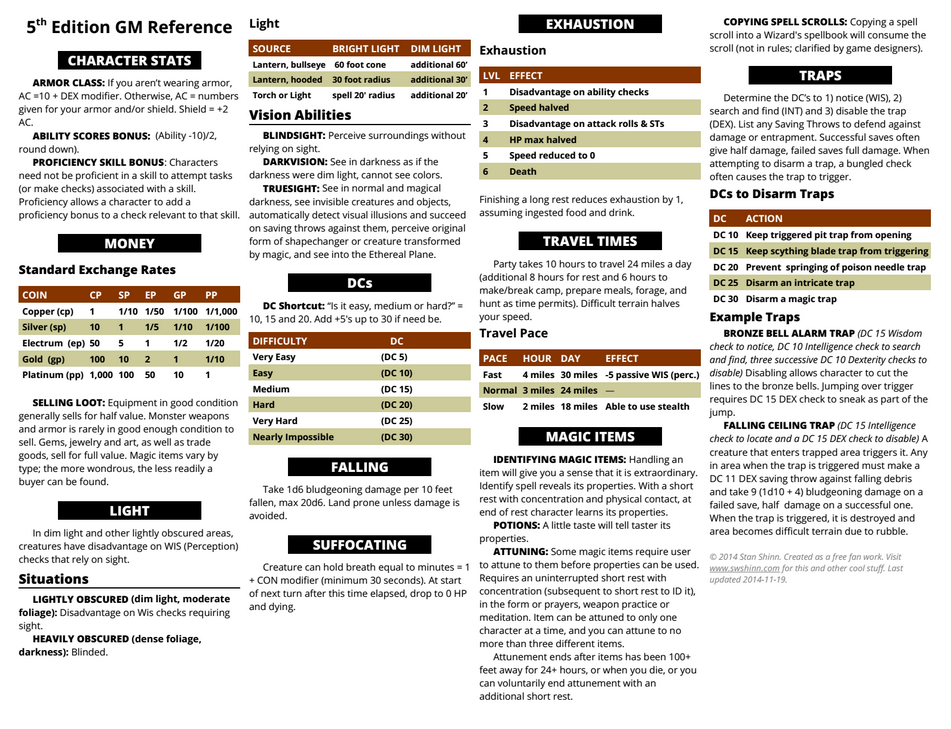 5th Edition GM Reference
CHARACTER STATS
ARMOR CLASS: If you aren't wearing armor,
AC =10 + DEX modifier. Otherwise, AC = numbers
given for your armor and/or shield. Shield = +2
AC.
ABILITY SCORES BONUS: (Ability -10)/2,
round down).
PROFICIENCY SKILL BONUS: Characters
need not be proficient in a skill to attempt tasks
(or make checks) associated with a skill.
Proficiency allows a character to add a
proficiency bonus to a check relevant to that skill.
MONEY
Standard Exchange Rates
COIN CP SP EP GP PP
Copper (cp) 1 1/10 1/50 1/100 1/1,000
Silver (sp) 10 1 1/5 1/10 1/100
Electrum (ep) 50 5 1 1/2 1/20
Gold (gp) 100 10 2 1 1/10
Platinum (pp) 1,000 100 50 10 1
SELLING LOOT: Equipment in good condition
generally sells for half value. Monster weapons
and armor is rarely in good enough condition to
sell. Gems, jewelry and art, as well as trade
goods, sell for full value. Magic items vary by
type; the more wondrous, the less readily a
buyer can be found.
LIGHT
In dim light and other lightly obscured areas,
creatures have disadvantage on WIS (Perception)
checks that rely on sight.
Situations
LIGHTLY OBSCURED (dim light, moderate
foliage): Disadvantage on Wis checks requiring
sight.
HEAVILY OBSCURED (dense foliage,
darkness): Blinded.
Light
SOURCE BRIGHT LIGHT DIM LIGHT
Lantern, bullseye 60 foot cone additional 60'
Lantern, hooded 30 foot radius additional 30'
Torch or Light spell 20' radius additional 20'
Vision Abilities
BLINDSIGHT: Perceive surroundings without
relying on sight.
DARKVISION: See in darkness as if the
darkness were dim light, cannot see colors.
TRUESIGHT: See in normal and magical
darkness, see invisible creatures and objects,
automatically detect visual illusions and succeed
on saving throws against them, perceive original
form of shapechanger or creature transformed
by magic, and see into the Ethereal Plane.
DCs
DC Shortcut: “Is it easy, medium or hard?” =
10, 15 and 20. Add +5's up to 30 if need be.
DIFFICULTY DC
Very Easy (DC 5)
Easy (DC 10)
Medium (DC 15)
Hard (DC 20)
Very Hard (DC 25)
Nearly Impossible (DC 30)
FALLING
Take 1d6 bludgeoning damage per 10 feet
fallen, max 20d6. Land prone unless damage is
avoided.
SUFFOCATING
Creature can hold breath equal to minutes = 1
+ CON modifier (minimum 30 seconds). At start
of next turn after this time elapsed, drop to 0 HP
and dying.
EXHAUSTION
Exhaustion
LVL EFFECT
1 Disadvantage on ability checks
2 Speed halved
3 Disadvantage on attack rolls & STs
4 HP max halved
5 Speed reduced to 0
6 Death
Finishing a long rest reduces exhaustion by 1,
assuming ingested food and drink.
TRAVEL TIMES
Party takes 10 hours to travel 24 miles a day
(additional 8 hours for rest and 6 hours to
make/break camp, prepare meals, forage, and
hunt as time permits). Difficult terrain halves
your speed.
Travel Pace
PACE HOUR DAY EFFECT
Fast 4 miles 30 miles -5 passive WIS (perc.)
Normal 3 miles 24 miles —
Slow 2 miles 18 miles Able to use stealth
MAGIC ITEMS
IDENTIFYING MAGIC ITEMS: Handling an
item will give you a sense that it is extraordinary.
Identify spell reveals its properties. With a short
rest with concentration and physical contact, at
end of rest character learns its properties.
POTIONS: A little taste will tell taster its
properties.
ATTUNING: Some magic items require user
to attune to them before properties can be used.
Requires an uninterrupted short rest with
concentration (subsequent to short rest to ID it),
in the form or prayers, weapon practice or
meditation. Item can be attuned to only one
character at a time, and you can attune to no
more than three different items.
Attunement ends after items has been 100+
feet away for 24+ hours, or when you die, or you
can voluntarily end attunement with an
additional short rest.
COPYING SPELL SCROLLS: Copying a spell
scroll into a Wizard's spellbook will consume the
scroll (not in rules; clarified by game designers).
TRAPS
Determine the DC's to 1) notice (WIS), 2)
search and find (INT) and 3) disable the trap
(DEX). List any Saving Throws to defend against
damage or entrapment. Successful saves often
give half damage, failed saves full damage. When
attempting to disarm a trap, a bungled check
often causes the trap to trigger.
DCs to Disarm Traps
DC ACTION
DC 10 Keep triggered pit trap from opening
DC 15 Keep scything blade trap from triggering
DC 20 Prevent springing of poison needle trap
DC 25 Disarm an intricate trap
DC 30 Disarm a magic trap
Example Traps
BRONZE BELL ALARM TRAP (DC 15 Wisdom
check to notice, DC 10 Intelligence check to search
and find, three successive DC 10 Dexterity checks to
disable) Disabling allows character to cut the
lines to the bronze bells. Jumping over trigger
requires DC 15 DEX check to sneak as part of the
jump.
FALLING CEILING TRAP (DC 15 Intelligence
check to locate and a DC 15 DEX check to disable) A
creature that enters trapped area triggers it. Any
in area when the trap is triggered must make a
DC 11 DEX saving throw against falling debris
and take 9 (1d10 + 4) bludgeoning damage on a
failed save, half damage on a successful one.
When the trap is triggered, it is destroyed and
area becomes difficult terrain due to rubble.
© 2014 Stan Shinn. Created as a free fan work. Visit
www.swshinn.com for this and other cool stuff. Last
updated 2014-11-19.